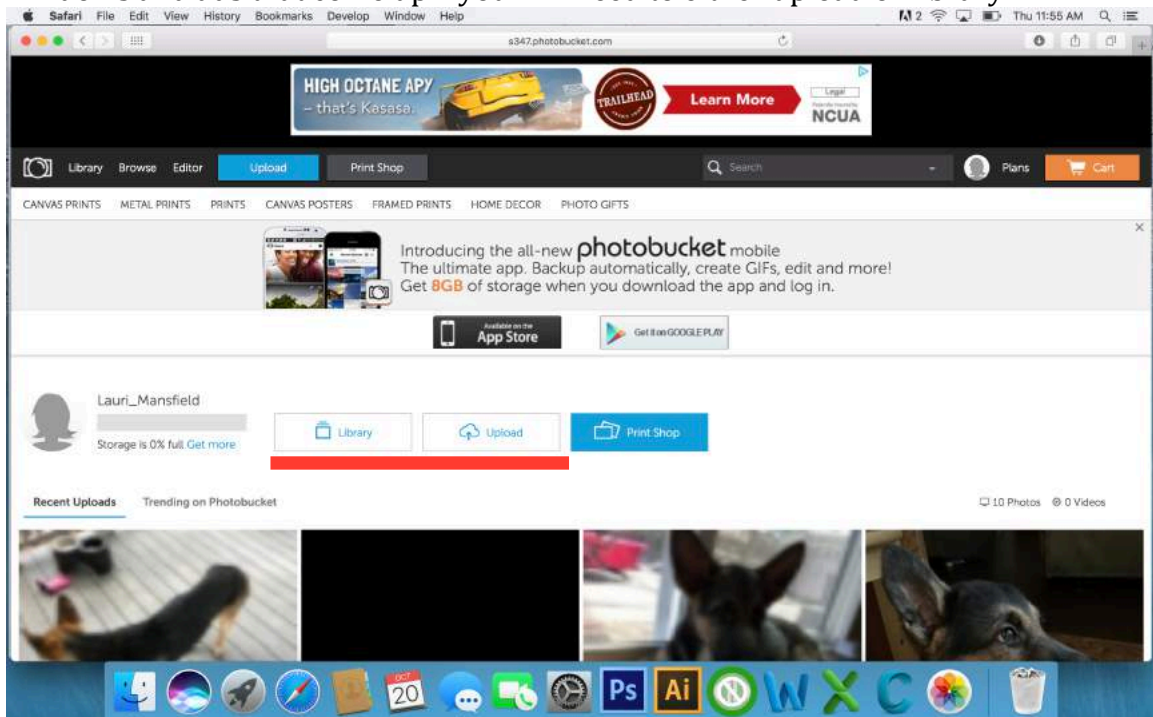 Safari File Edit View History Bookmarks Develop Window Help 2 Thu 11:55 AM
s347.photobucket.com
HIGH OCTANE APY
– that's Kasasa.
TRAILHEAD
Learn More
Legal
NCUA
Library Browse Editor Upload Print Shop Search Plans Cart
CANVAS PRINTS METAL PRINTS PRINTS CANVAS POSTERS FRAMED PRINTS HOME DECOR PHOTO GIFTS
Introducing the all-new photobucket mobile
The ultimate app. Backup automatically, create GIFs, edit and more!
Get 8GB of storage when you download the app and log in.
Available on the
App Store
Get it on GOOGLE PLAY
Lauri_Mansfield
Storage is 0% full Get more
Library Upload Print Shop
Recent Uploads Trending on Photobucket 10 Photos 0 Videos
OCT
20
Ps Ai N W X C